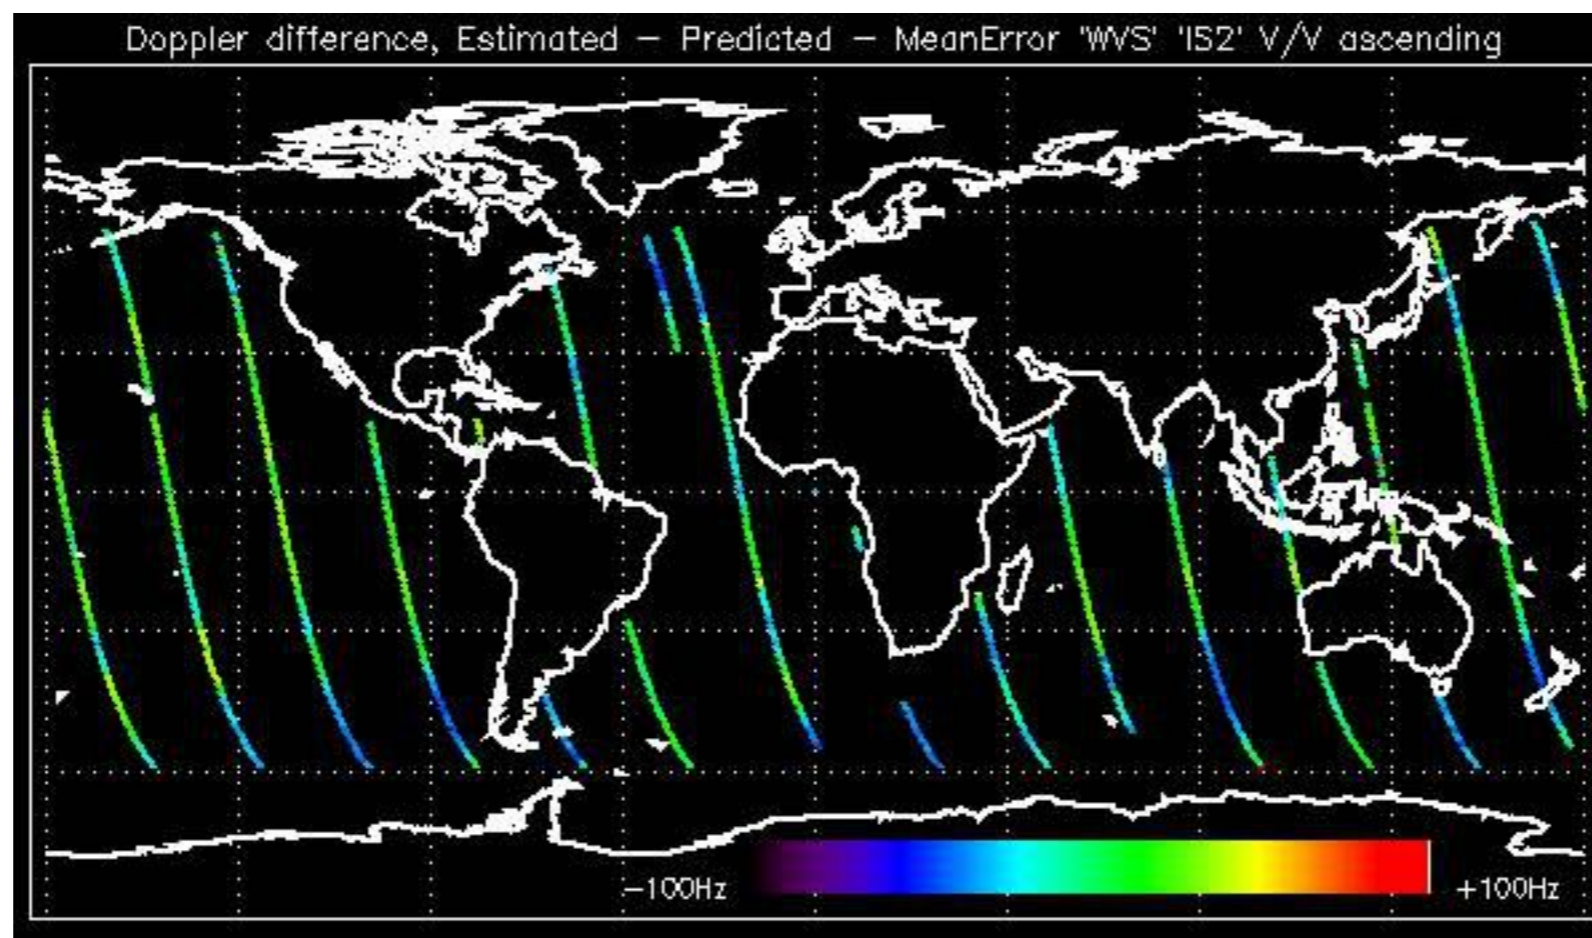 Doppler difference, Estimated – Predicted – MeanError 'WVS' 'IS2' V/V ascending
–100Hz
+100Hz